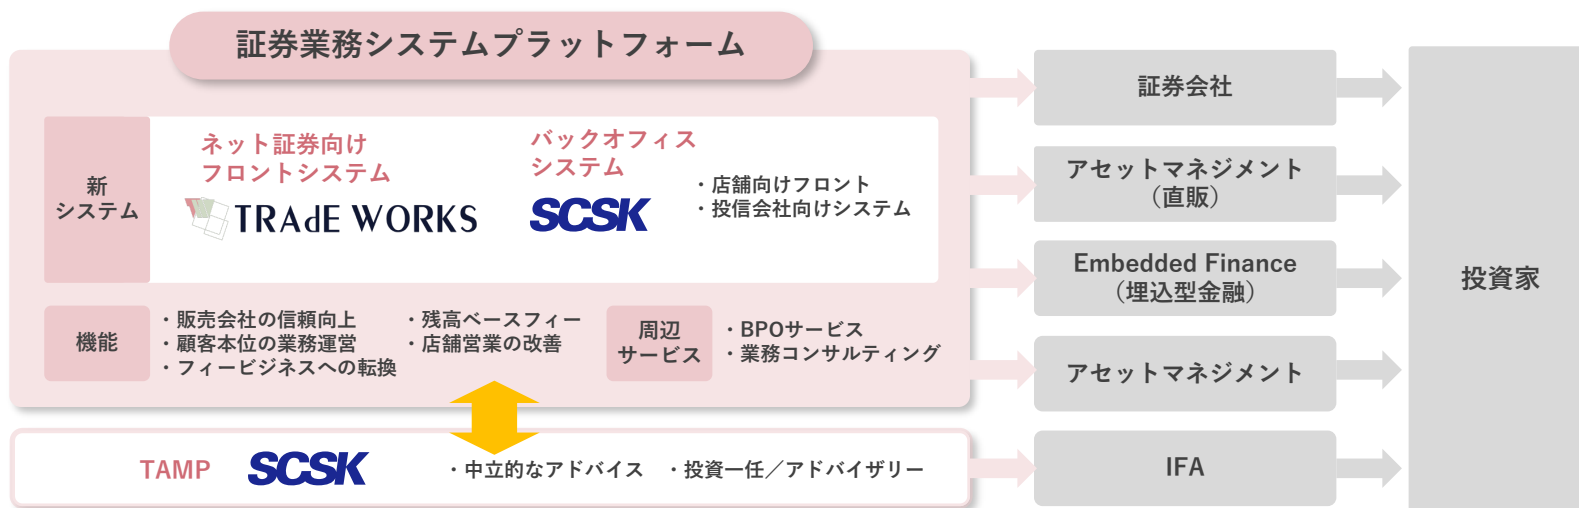 証券業務システムプラットフォーム
新
システム
ネット証券向け
フロントシステム
TRAdE WORKS
バックオフィス
システム
SCSK
・店舗向けフロント
・投信会社向けシステム
機能
・販売会社の信頼向上
・顧客本位の業務運営
・フィービジネスへの転換
・残高ベースフィー
・店舗営業の改善
周辺
サービス
・BPOサービス
・業務コンサルティング
TAMP
SCSK
・中立的なアドバイス
・投資一任／アドバイザリー
証券会社
アセットマネジメント
（直販）
Embedded Finance
（埋込型金融）
アセットマネジメント
IFA
投資家